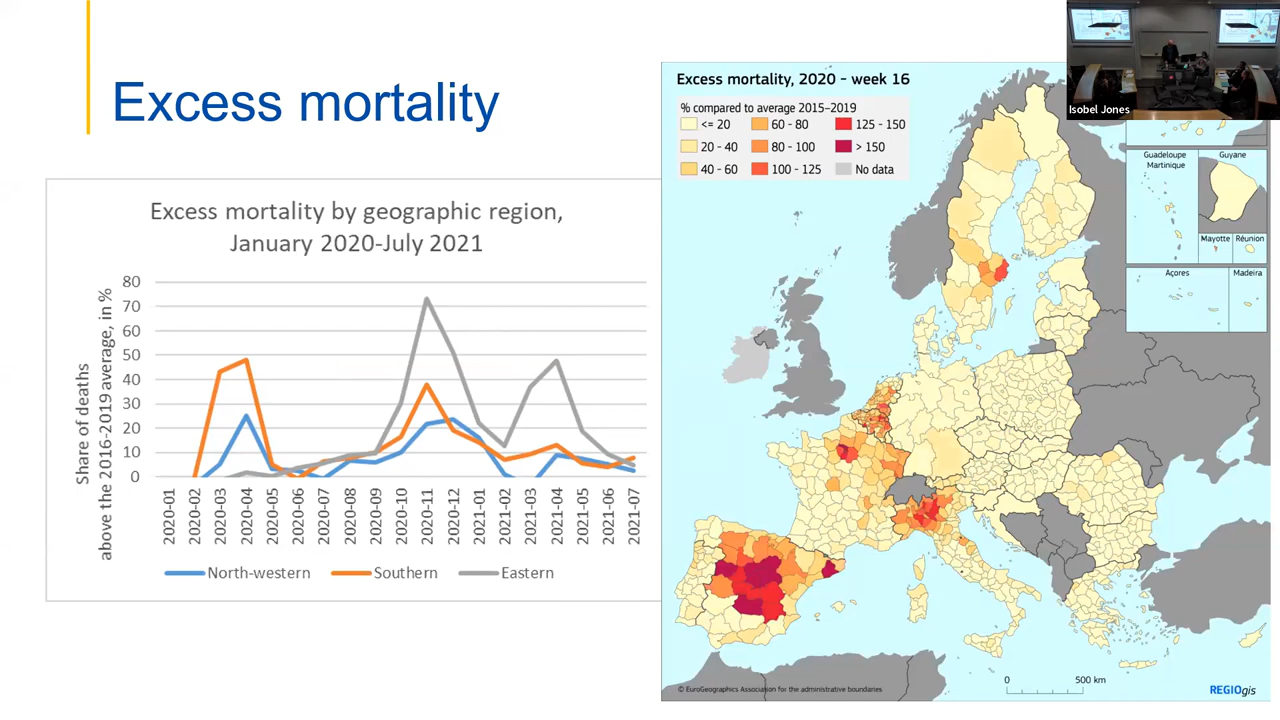 Excess mortality
Excess mortality by geographic region,
January 2020-July 2021
Share of deaths
above the 2016-2019 average, in %
80
70
60
50
40
30
20
10
0
2020-01
2020-02
2020-03
2020-04
2020-05
2020-06
2020-07
2020-08
2020-09
2020-10
2020-11
2020-12
2021-01
2021-02
2021-03
2021-04
2021-05
2021-06
2021-07
North-western
Southern
Eastern
Excess mortality, 2020 - week 16
% compared to average 2015–2019
<= 20
60 - 80
125 - 150
20 - 40
80 - 100
> 150
40 - 60
100 - 125
No data
Isobel Jones
Guadeloupe
Martinique
Guyane
Mayotte
Réunion
Açores
Madeira
0
500 km
© EuroGeographics Association for the administrative boundaries
REGIOgis